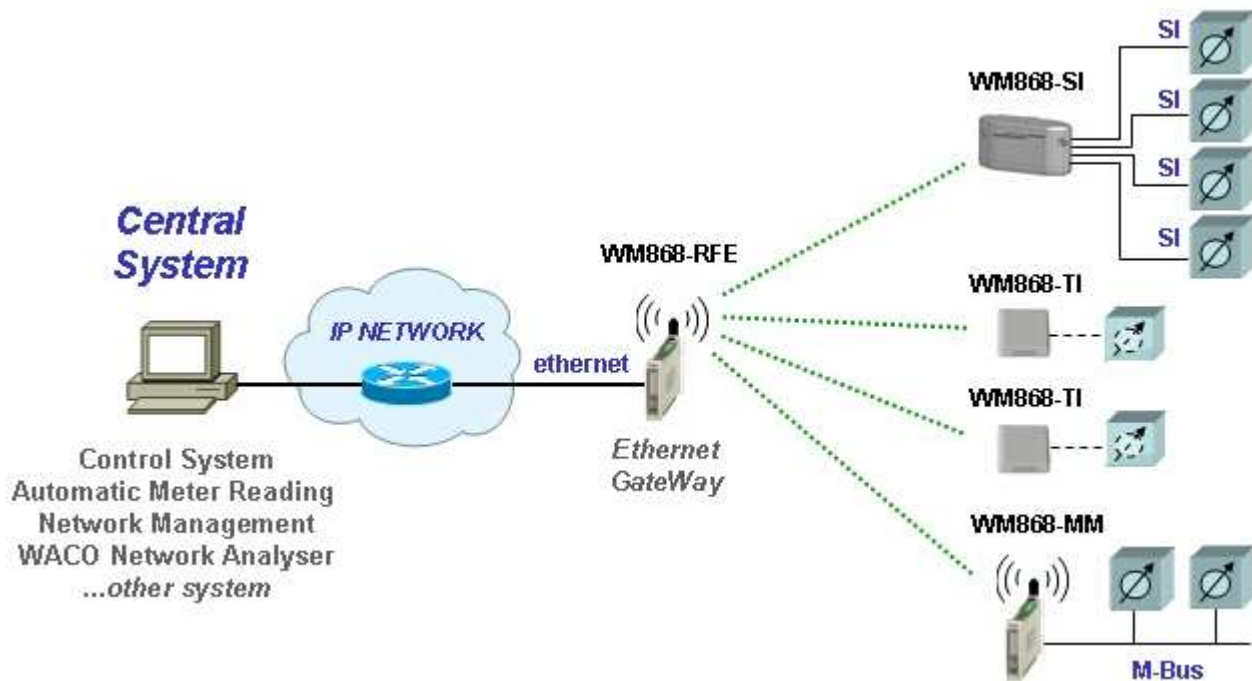 SI
WM868-SI
SI
SI
SI
Central
System
WM868-RFE
WM868-TI
IP NETWORK
ethernet
WM868-TI
Ethernet
GateWay
Control System
Automatic Meter Reading
Network Management
WACO Network Analyser
...other system
WM868-MM
M-Bus